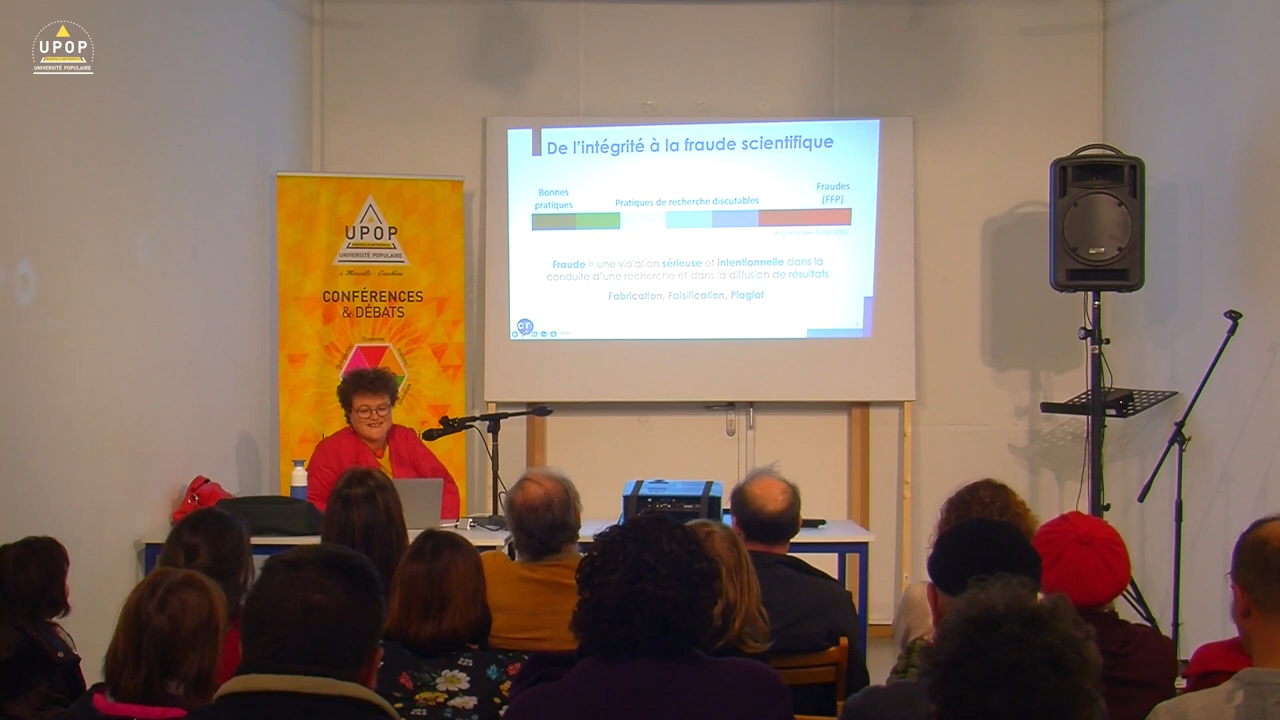 UPOP
UNIVERSITÉ POPULAIRE
UPOP
UNIVERSITÉ POPULAIRE
CONFÉRENCES
& DÉBATS
De l'intégrité à la fraude scientifique
Bonnes
pratiques
Pratiques de recherche discutables
Fraudes
(FFP)
Fraude = une violation sérieuse et intentionnelle dans la
conduite d'une recherche et dans la diffusion de résultats
Fabrication, Falsification, Plagiat